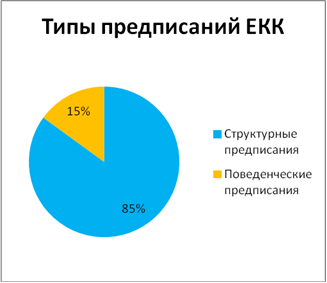 Типы предписаний ЕКК
15%
85%
Структурные
предписания
Поведенческие
предписания